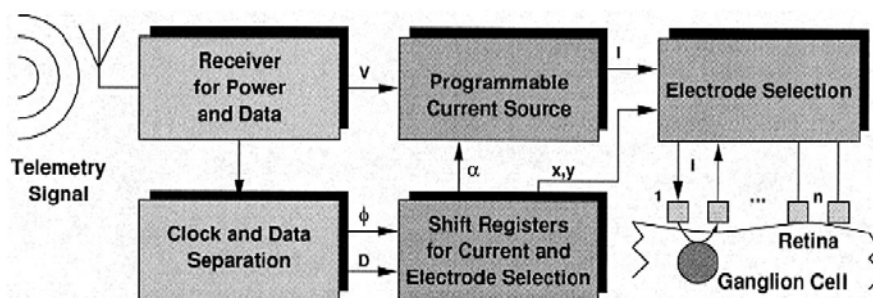 Receiver
for Power
and Data
V
Programmable
Current Source
I
Electrode Selection
Telemetry
Signal
α
x,y
I
1
...
n
Clock and Data
Separation
ϕ
D
Shift Registers
for Current and
Electrode Selection
Retina
Ganglion Cell